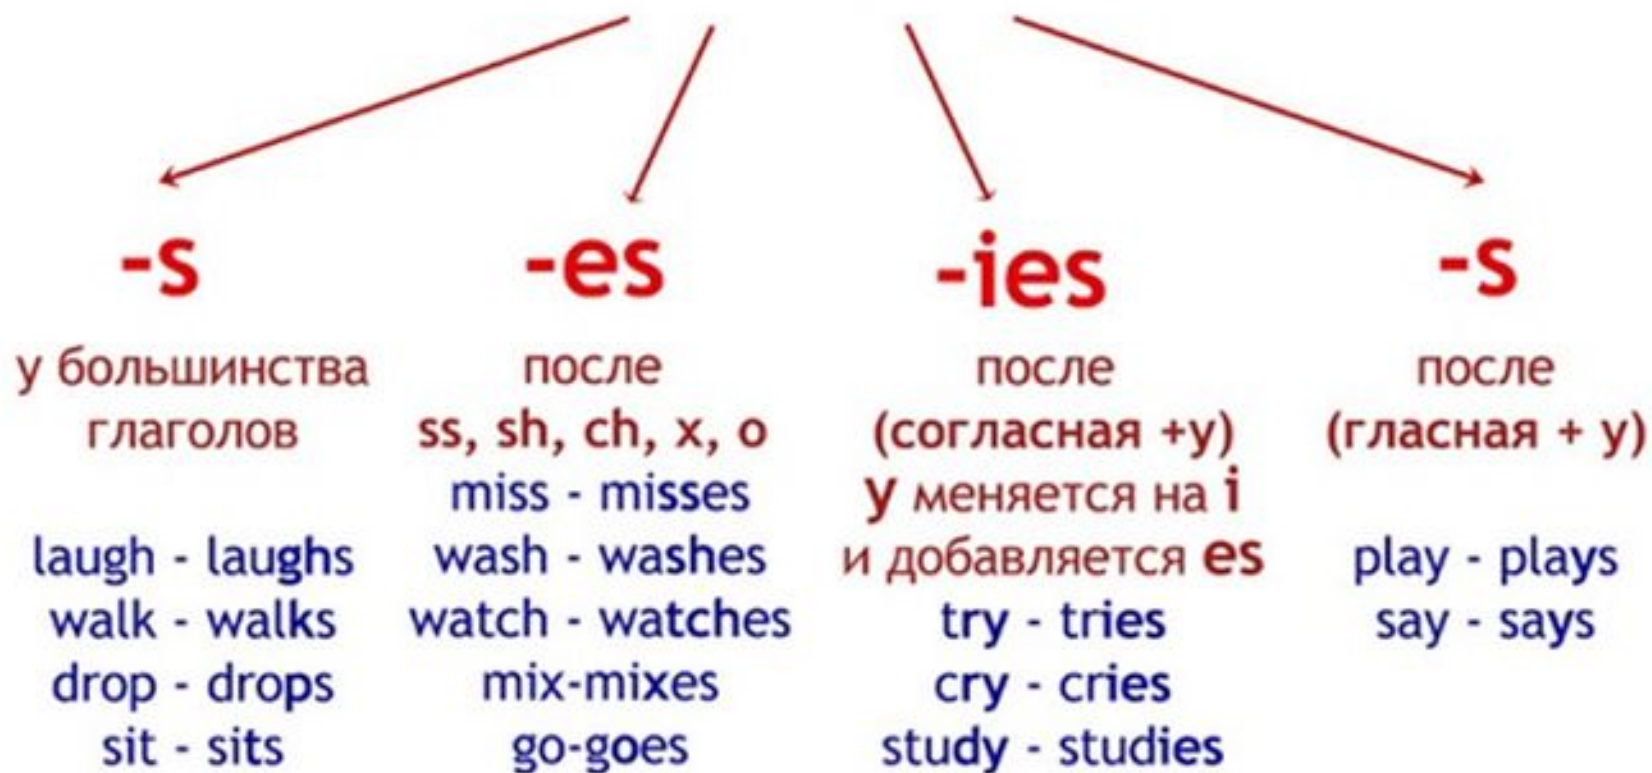 -s
у большинства
глаголов
laugh - laughs
walk - walks
drop - drops
sit - sits
-es
после
ss, sh, ch, x, o
miss - misses
wash - washes
watch - watches
mix-mixes
go-goes
-ies
после
(согласная +y)
y меняется на i
и добавляется es
try - tries
cry - cries
study - studies
-s
после
(гласная + y)
play - plays
say - says